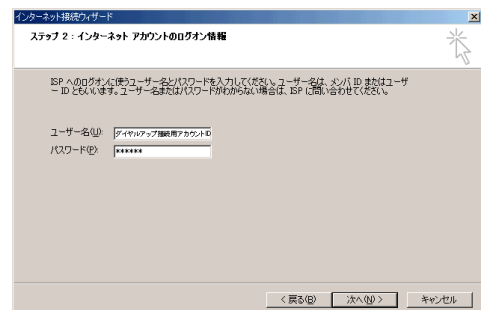 インターネット接続ウィザード
ステップ 2 : インターネット アカウントのログオン情報
ISP へのログオンに使うユーザー名とパスワードを入力してください。ユーザー名は、メンバ ID またはユーザ
ー ID ともいいます。ユーザー名またはパスワードがわからない場合は、ISP に問い合わせてください。
ユーザー名(U): ダイヤルアップ接続用アカウントID
パスワード(P): ******
< 戻る(B) 次へ(N) > キャンセル